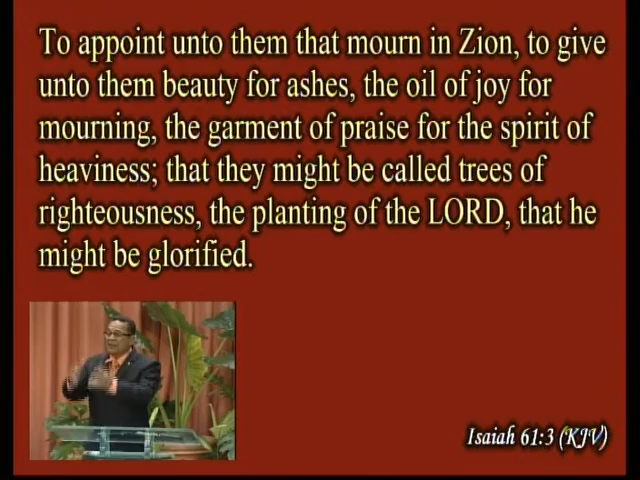 To appoint unto them that mourn in Zion, to give
unto them beauty for ashes, the oil of joy for
mourning, the garment of praise for the spirit of
heaviness; that they might be called trees of
righteousness, the planting of the LORD, that he
might be glorified.
Isaiah 61:3 (KJV)